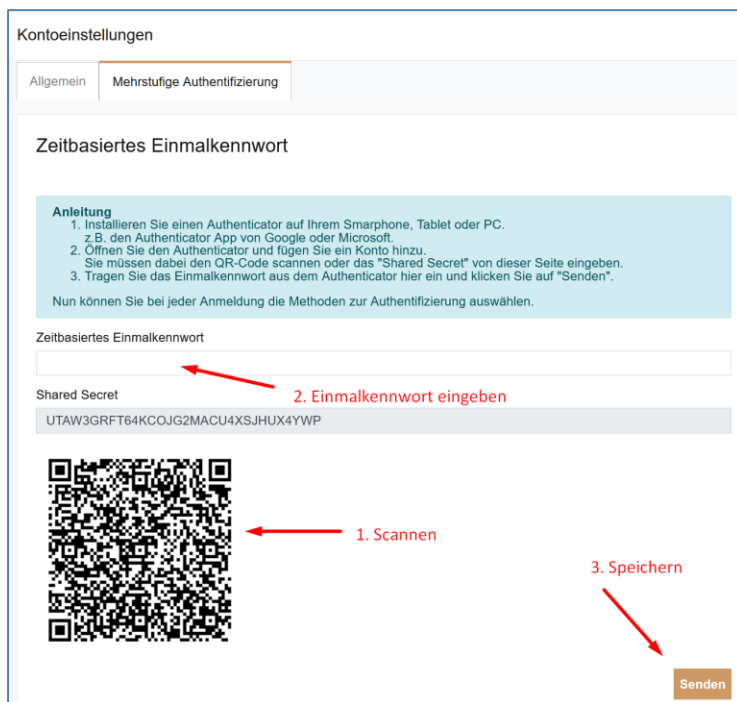 Kontoeinstellungen
Allgemein
Mehrstufige Authentifizierung
Zeitbasiertes Einmalkennwort
Anleitung
1. Installieren Sie einen Authenticator auf Ihrem Smarphone, Tablet oder PC.
z.B. den Authenticator App von Google oder Microsoft.
2. Öffnen Sie den Authenticator und fügen Sie ein Konto hinzu.
Sie müssen dabei den QR-Code scannen oder das "Shared Secret" von dieser Seite eingeben.
3. Tragen Sie das Einmalkennwort aus dem Authenticator hier ein und klicken Sie auf "Senden".
Nun können Sie bei jeder Anmeldung die Methoden zur Authentifizierung auswählen.
Zeitbasiertes Einmalkennwort
2. Einmalkennwort eingeben
Shared Secret
UTAW3GRFT64KCOJG2MACU4XSJHUX4YWP
1. Scannen
3. Speichern
Senden